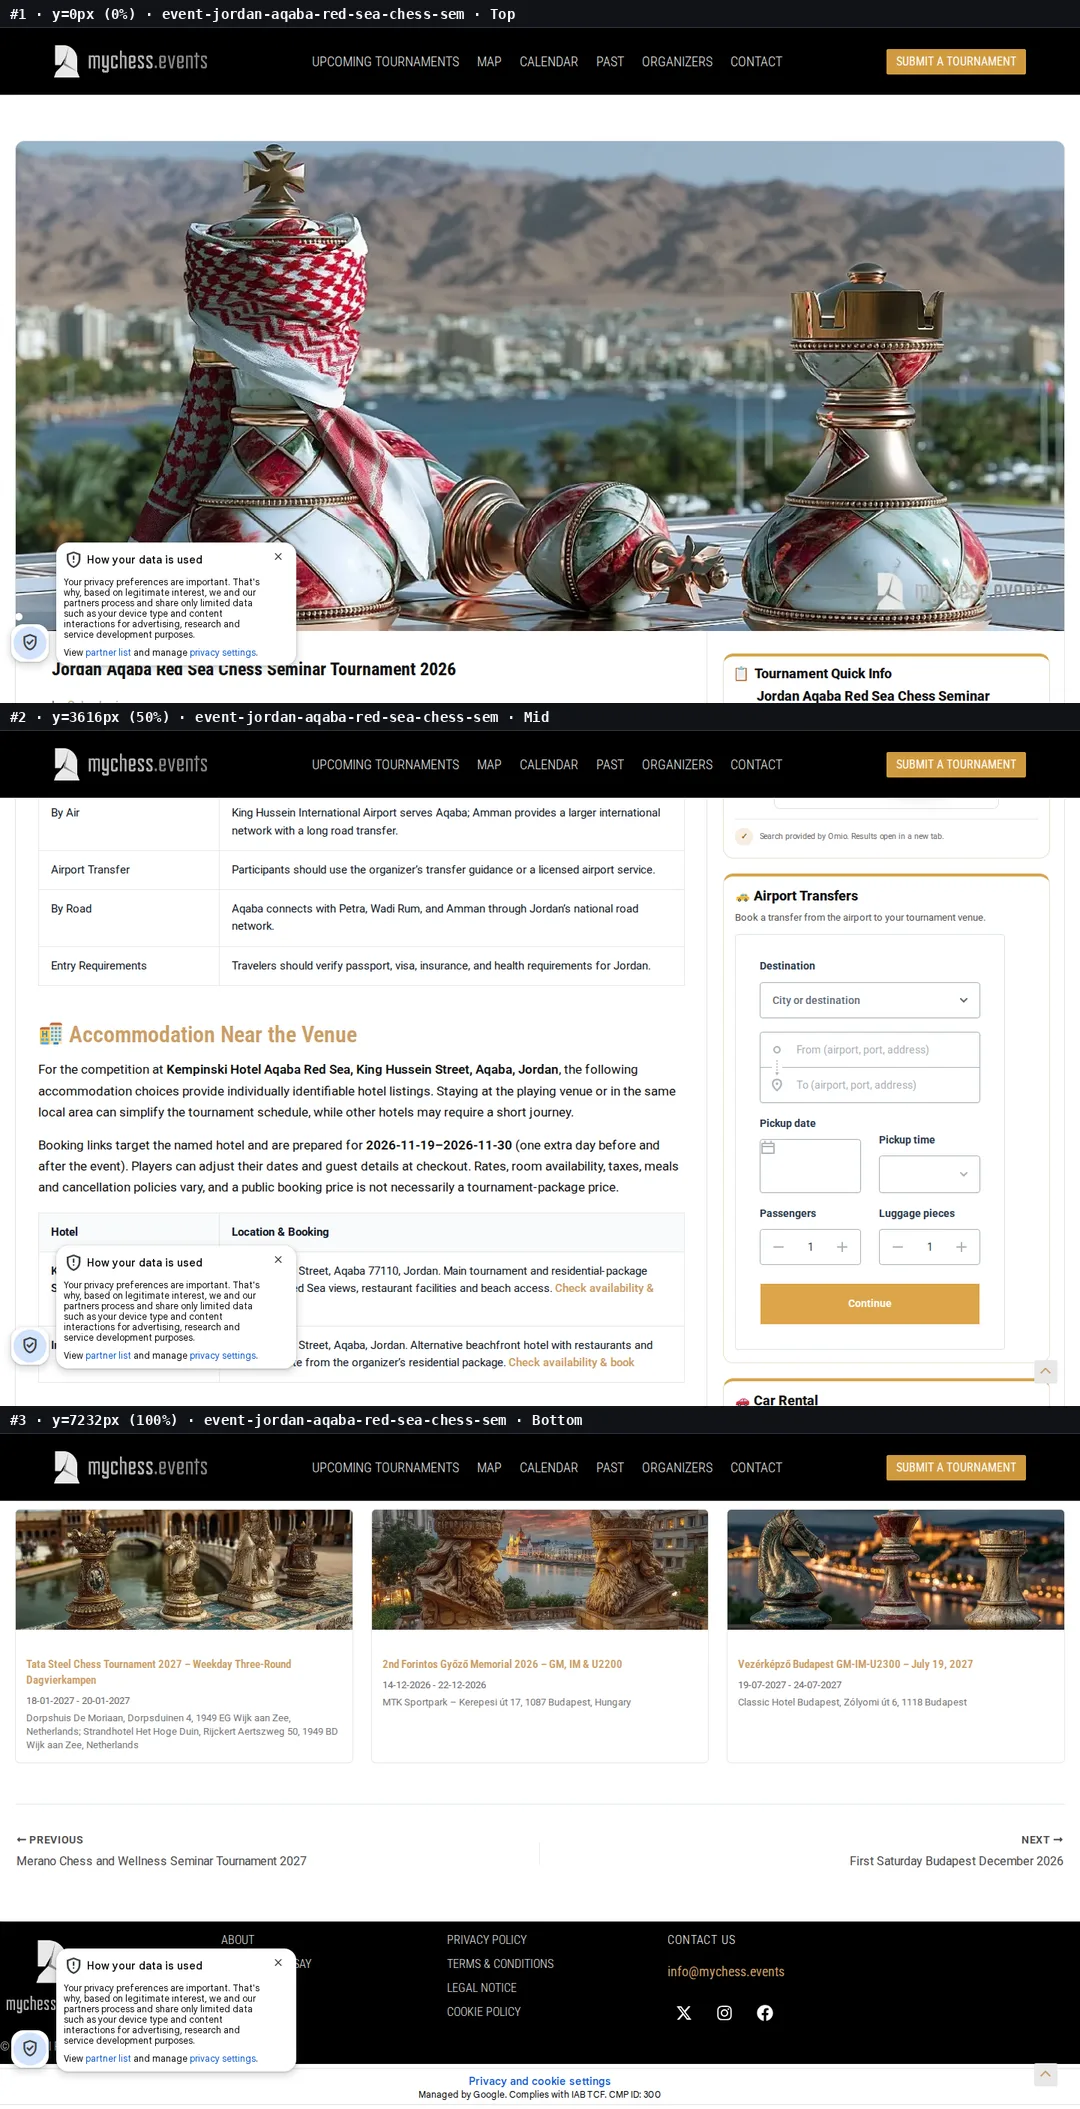 #1 · y=0px (0%) · event-jordan-aqaba-red-sea-chess-sem · Top
mychess.events
UPCOMING TOURNAMENTS MAP CALENDAR PAST ORGANIZERS CONTACT
SUBMIT A TOURNAMENT
mychess.events
How your data is used
Your privacy preferences are important. That's
why, based on legitimate interest, we and our
partners process and share only limited data
such as your device type and content
interactions for advertising, research and
service development purposes.
View partner list and manage privacy settings.
Jordan Aqaba Red Sea Chess Seminar Tournament 2026
📋 Tournament Quick Info
Jordan Aqaba Red Sea Chess Seminar
#2 · y=3616px (50%) · event-jordan-aqaba-red-sea-chess-sem · Mid
mychess.events
UPCOMING TOURNAMENTS MAP CALENDAR PAST ORGANIZERS CONTACT
SUBMIT A TOURNAMENT
By Air
King Hussein International Airport serves Aqaba; Amman provides a larger international
network with a long road transfer.
Airport Transfer
Participants should use the organizer's transfer guidance or a licensed airport service.
By Road
Aqaba connects with Petra, Wadi Rum, and Amman through Jordan's national road
network.
Entry Requirements
Travelers should verify passport, visa, insurance, and health requirements for Jordan.
🏨 Accommodation Near the Venue
For the competition at Kempinski Hotel Aqaba Red Sea, King Hussein Street, Aqaba, Jordan, the following
accommodation choices provide individually identifiable hotel listings. Staying at the playing venue or in the same
local area can simplify the tournament schedule, while other hotels may require a short journey.
Booking links target the named hotel and are prepared for 2026-11-19–2026-11-30 (one extra day before and
after the event). Players can adjust their dates and guest details at checkout. Rates, room availability, taxes, meals
and cancellation policies vary, and a public booking price is not necessarily a tournament-package price.
Hotel
Location & Booking
Street, Aqaba 77110, Jordan. Main tournament and residential-package
ed Sea views, restaurant facilities and beach access. Check availability &
Street, Aqaba, Jordan. Alternative beachfront hotel with restaurants and
te from the organizer's residential package. Check availability & book
How your data is used
Your privacy preferences are important. That's
why, based on legitimate interest, we and our
partners process and share only limited data
such as your device type and content
interactions for advertising, research and
service development purposes.
View partner list and manage privacy settings.
Search provided by Omio. Results open in a new tab.
🚕 Airport Transfers
Book a transfer from the airport to your tournament venue.
Destination
City or destination
From (airport, port, address)
To (airport, port, address)
Pickup date
Pickup time
Passengers
Luggage pieces
1
1
Continue
🚗 Car Rental
#3 · y=7232px (100%) · event-jordan-aqaba-red-sea-chess-sem · Bottom
mychess.events
UPCOMING TOURNAMENTS MAP CALENDAR PAST ORGANIZERS CONTACT
SUBMIT A TOURNAMENT
Tata Steel Chess Tournament 2027 – Weekday Three-Round
Dagvierkampen
18-01-2027 - 20-01-2027
Dorpshuis De Moriaan, Dorpsduinen 4, 1949 EG Wijk aan Zee,
Netherlands; Strandhotel Het Hoge Duin, Rijckert Aertszweg 50, 1949 BD
Wijk aan Zee, Netherlands
2nd Forintos Győző Memorial 2026 – GM, IM & U2200
14-12-2026 - 22-12-2026
MTK Sportpark – Kerepesi út 17, 1087 Budapest, Hungary
Vezérképző Budapest GM-IM-U2300 – July 19, 2027
19-07-2027 - 24-07-2027
Classic Hotel Budapest, Zólyomi út 6, 1118 Budapest
← PREVIOUS
Merano Chess and Wellness Seminar Tournament 2027
NEXT →
First Saturday Budapest December 2026
mychess
©
ABOUT
SAY
PRIVACY POLICY
TERMS & CONDITIONS
LEGAL NOTICE
COOKIE POLICY
CONTACT US
info@mychess.events
How your data is used
Your privacy preferences are important. That's
why, based on legitimate interest, we and our
partners process and share only limited data
such as your device type and content
interactions for advertising, research and
service development purposes.
View partner list and manage privacy settings.
Privacy and cookie settings
Managed by Google. Complies with IAB TCF. CMP ID: 300